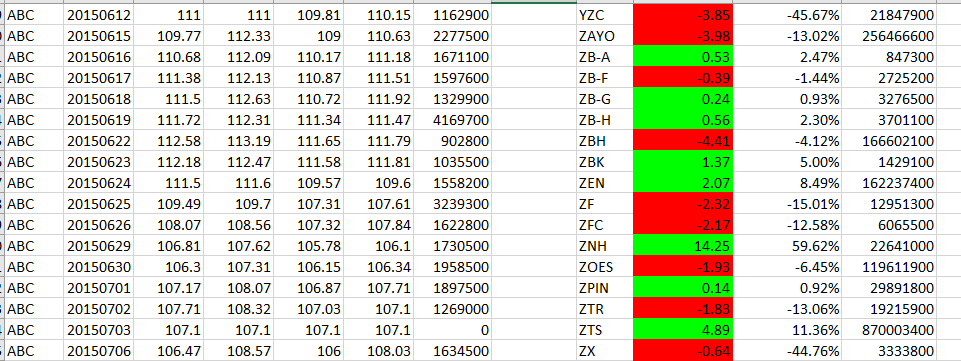 ABC 20150612 111 111 109.81 110.15 1162900 YZC -3.85 -45.67% 21847900
ABC 20150615 109.77 112.33 109 110.63 2277500 ZAYO -3.98 -13.02% 256466600
ABC 20150616 110.68 112.09 110.17 111.18 1671100 ZB-A 0.53 2.47% 847300
ABC 20150617 111.38 112.13 110.87 111.51 1597600 ZB-F -0.39 -1.44% 2725200
ABC 20150618 111.5 112.63 110.72 111.92 1329900 ZB-G 0.24 0.93% 3276500
ABC 20150619 111.72 112.31 111.34 111.47 4169700 ZB-H 0.56 2.30% 3701100
ABC 20150622 112.58 113.19 111.65 111.79 902800 ZBH -4.41 -4.12% 166602100
ABC 20150623 112.18 112.47 111.58 111.81 1035500 ZBK 1.37 5.00% 1429100
ABC 20150624 111.5 111.6 109.57 109.6 1558200 ZEN 2.07 8.49% 162237400
ABC 20150625 109.49 109.7 107.31 107.61 3239300 ZF -2.32 -15.01% 12951300
ABC 20150626 108.07 108.56 107.32 107.84 1622800 ZFC -2.17 -12.58% 6065500
ABC 20150629 106.81 107.62 105.78 106.1 1730500 ZNH 14.25 59.62% 22641000
ABC 20150630 106.3 107.31 106.15 106.34 1958500 ZOES -1.93 -6.45% 119611900
ABC 20150701 107.17 108.07 106.87 107.71 1897500 ZPIN 0.14 0.92% 29891800
ABC 20150702 107.71 108.32 107.03 107.1 1269000 ZTR -1.83 -13.06% 19215900
ABC 20150703 107.1 107.1 107.1 107.1 0 ZTS 4.89 11.36% 870003400
ABC 20150706 106.47 108.57 106 108.03 1634500 ZX -0.64 -44.76% 3333800